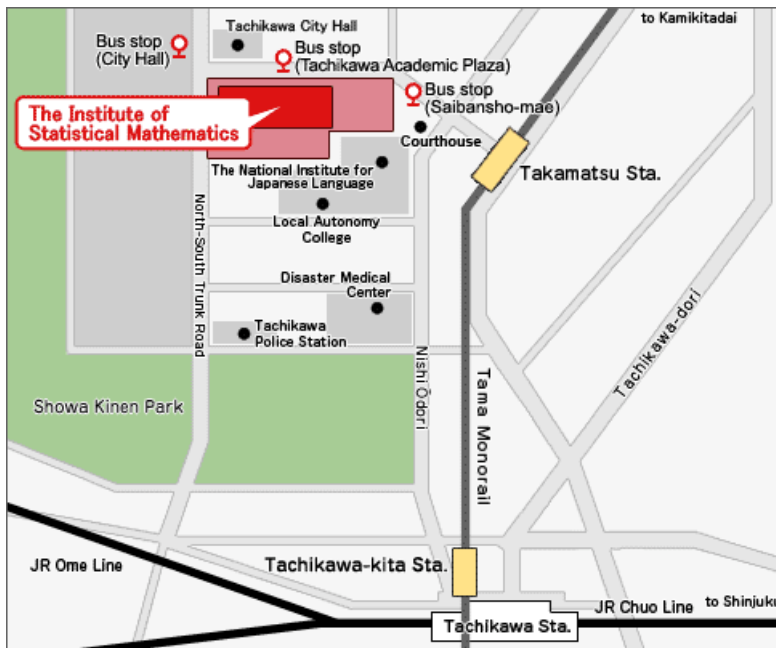 to Kamikitadai
Tachikawa City Hall
Bus stop
(City Hall)
Bus stop
(Tachikawa Academic Plaza)
Bus stop
(Saibansho-mae)
The Institute of
Statistical Mathematics
Courthouse
The National Institute for
Japanese Language
Takamatsu Sta.
North-South Trunk Road
Local Autonomy
College
Disaster Medical
Center
Tachikawa
Police Station
Nishi Ōdori
Tama Monorail
Tachikawa-dori
Showa Kinen Park
JR Ome Line
Tachikawa-kita Sta.
JR Chuo Line
to Shinjuku
Tachikawa Sta.